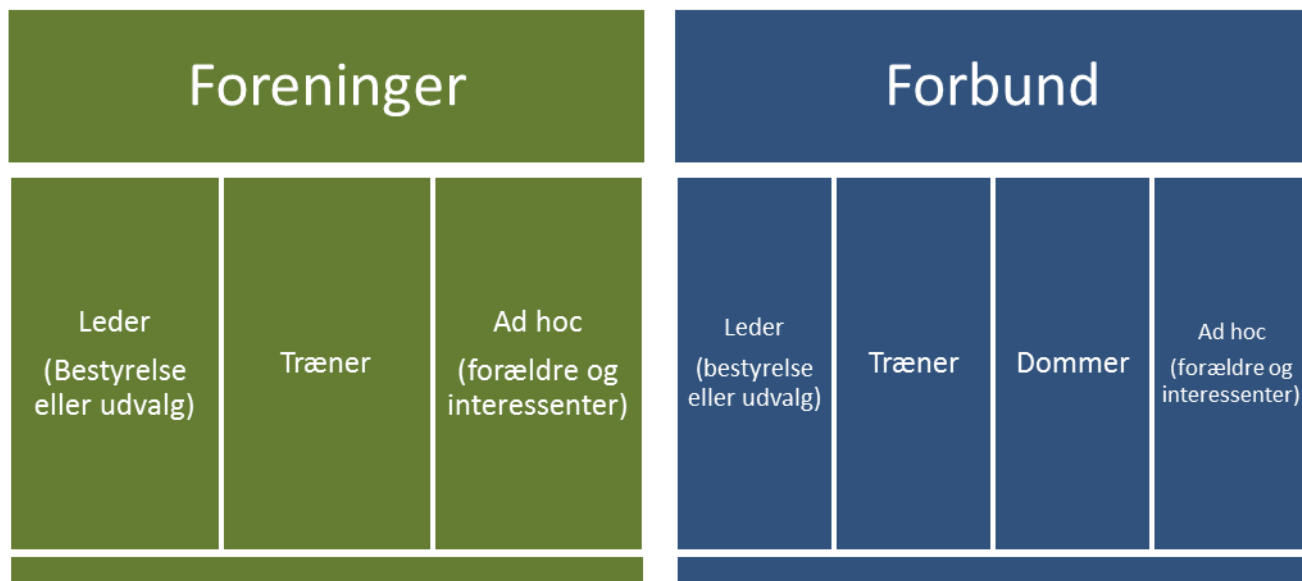 Foreninger
Leder
(Bestyrelse
eller udvalg)
Træner
Ad hoc
(forældre og
interessenter)
Forbund
Leder
(bestyrelse
eller udvalg)
Træner
Dommer
Ad hoc
(forældre og
interessenter)